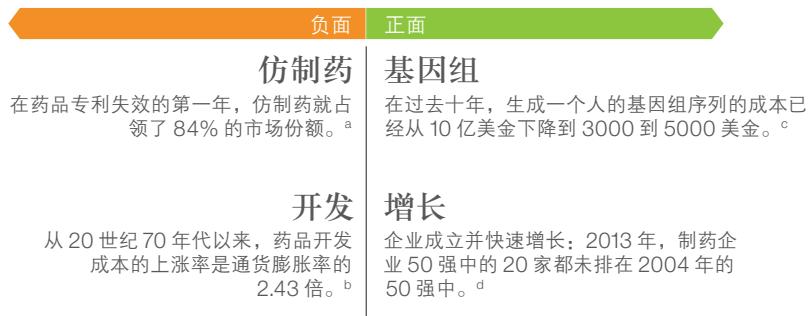 负面
正面
仿制药
在药品专利失效的第一年，仿制药就占
领了 84% 的市场份额。a
基因组
在过去十年，生成一个人的基因组序列的成本已
经从 10 亿美金下降到 3000 到 5000 美金。c
开发
从 20 世纪 70 年代以来，药品开发
成本的上涨率是通货膨胀率的
2.43 倍。b
增长
企业成立并快速增长：2013 年，制药企
业 50 强中的 20 家都未排在 2004 年的
50 强中。d